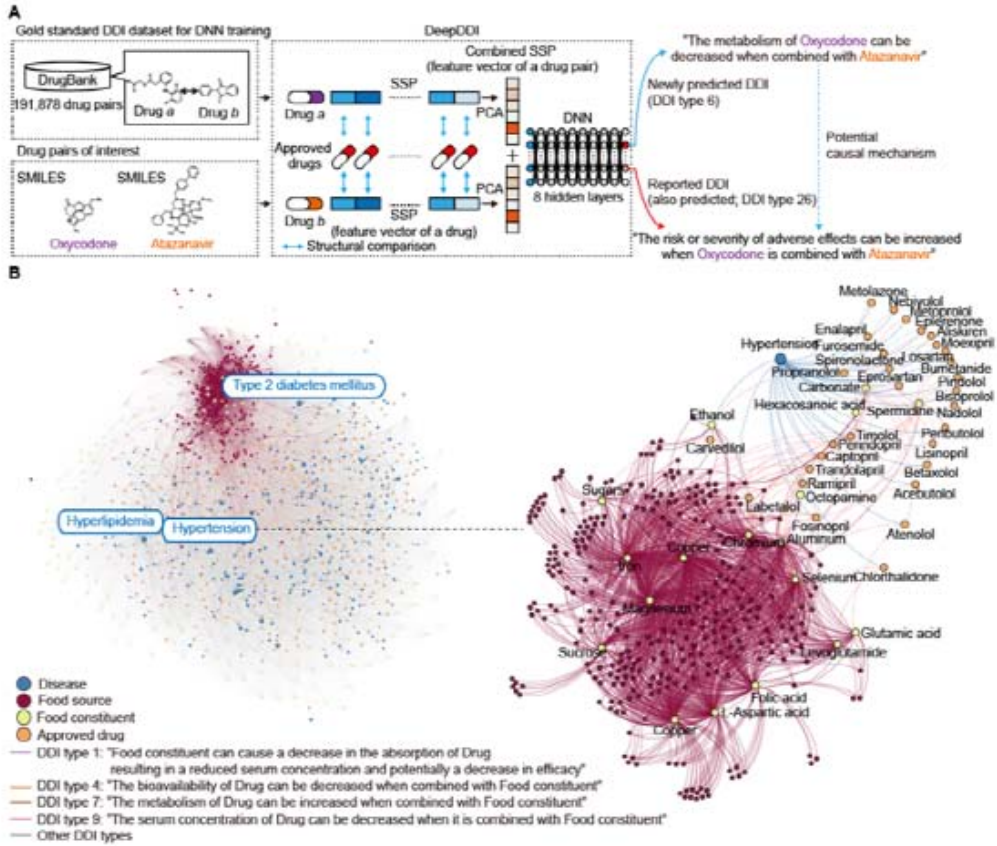 A
Gold standard DDI dataset for DNN training
DeepDDI
DrugBank
191,878 drug pairs
Drug a
Drug b
Drug pairs of interest
SMILES
SMILES
Oxycodone
Atazanavir
Combined SSP
(feature vector of a drug pair)
SSP
Drug a
PCA
DNN
Approved
drugs
+
8 hidden layers
PCA
Drug b
SSP
(feature vector of a drug)
Structural comparison
"The metabolism of Oxycodone can be
decreased when combined with Atazanavir"
Newly predicted DDI
(DDI type 6)
Potential
causal mechanism
Reported DDI
(also predicted; DDI type 26)
"The risk or severity of adverse effects can be increased
when Oxycodone is combined with Atazanavir"
B
Type 2 diabetes mellitus
Hyperlipidemia
Hypertension
Metolazone
Nebivolol
Metoprolol
Eplerenone
Enalapril
Aliskiren
Furosemide
Moexipril
Hypertension
Losartan
Spironolactone
Bumetanide
Propranolol
Eprosartan
Pindolol
Carbonate
Bisoprolol
Hexacosanoic acid
Spermidine
Nadolol
Ethanol
Timolol
Penbutolol
Carvedilol
Perindopril
Captopril
Lisinopril
Trandolapril
Betaxolol
Ramipril
Acebutolol
Sugars
Octopamine
Labetalol
Fosinopril
Atenolol
Copper
Chromium
Aluminum
Iron
Selenium
Chlorthalidone
Magnesium
Glutamic acid
Sucrose
Levoglutamide
Folic acid
L-Aspartic acid
Copper
Disease
Food source
Food constituent
Approved drug
DDI type 1: "Food constituent can cause a decrease in the absorption of Drug
resulting in a reduced serum concentration and potentially a decrease in efficacy"
DDI type 4: "The bioavailability of Drug can be decreased when combined with Food constituent"
DDI type 7: "The metabolism of Drug can be increased when combined with Food constituent"
DDI type 9: "The serum concentration of Drug can be decreased when it is combined with Food constituent"
Other DDI types